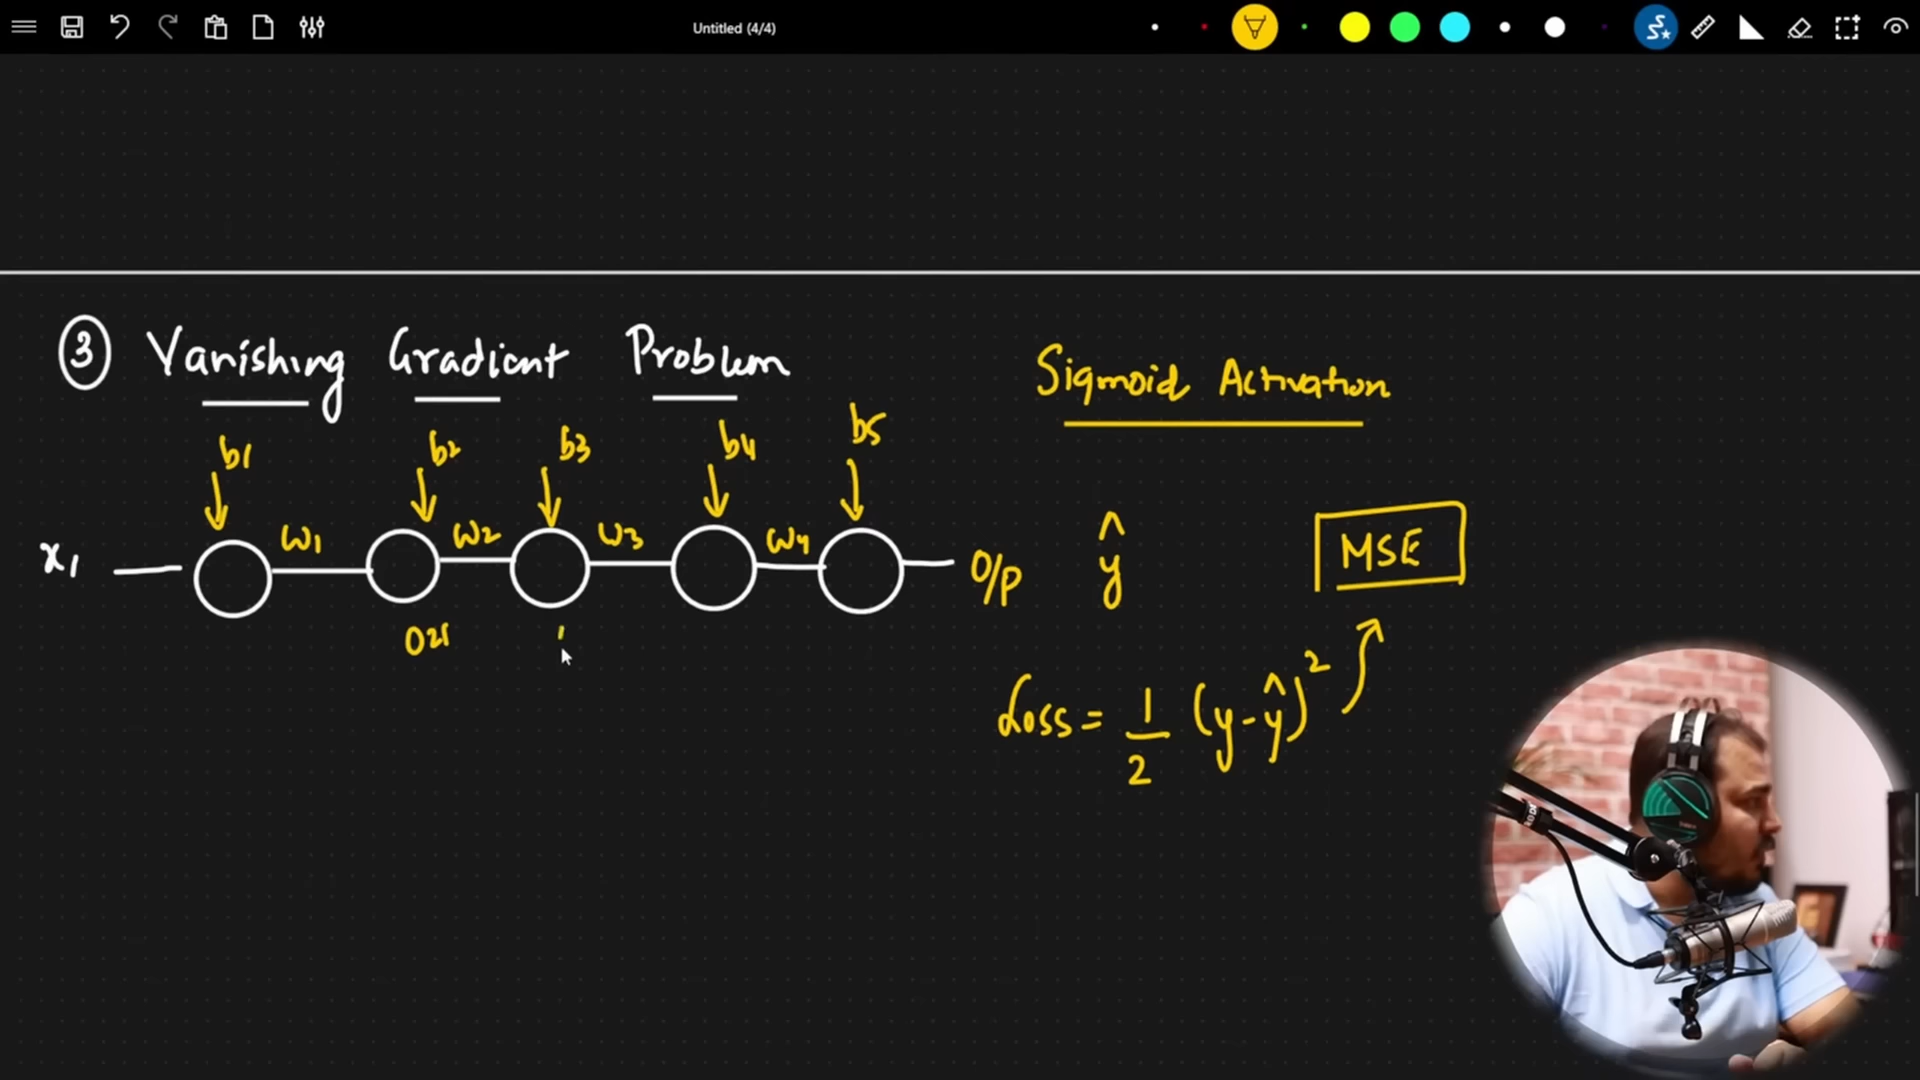 Untitled (4/4)
③ Vanishing Gradient Problem
Sigmoid Activation
b1 b2 b3 b4 b5
x1 w1 w2 w3 w4 O/p ŷ MSE
O21
Loss = 1/2 (y-ŷ)²